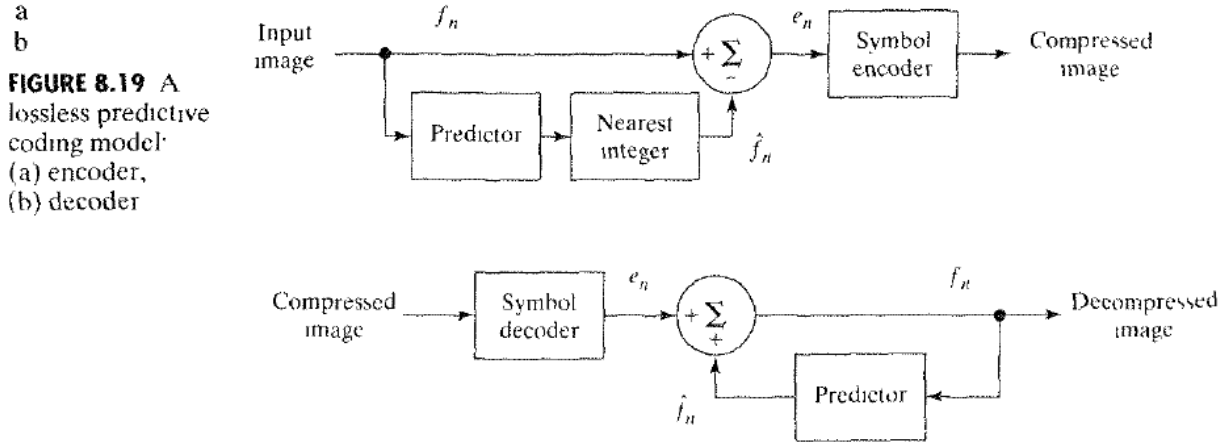 a
b
FIGURE 8.19 A
lossless predictive
coding model:
(a) encoder,
(b) decoder
Input
image
f_n
+ Σ
−
e_n
Symbol
encoder
Compressed
image
Predictor
Nearest
integer
f̂_n
Compressed
image
Symbol
decoder
e_n
+ Σ
+
f_n
Decompressed
image
f̂_n
Predictor